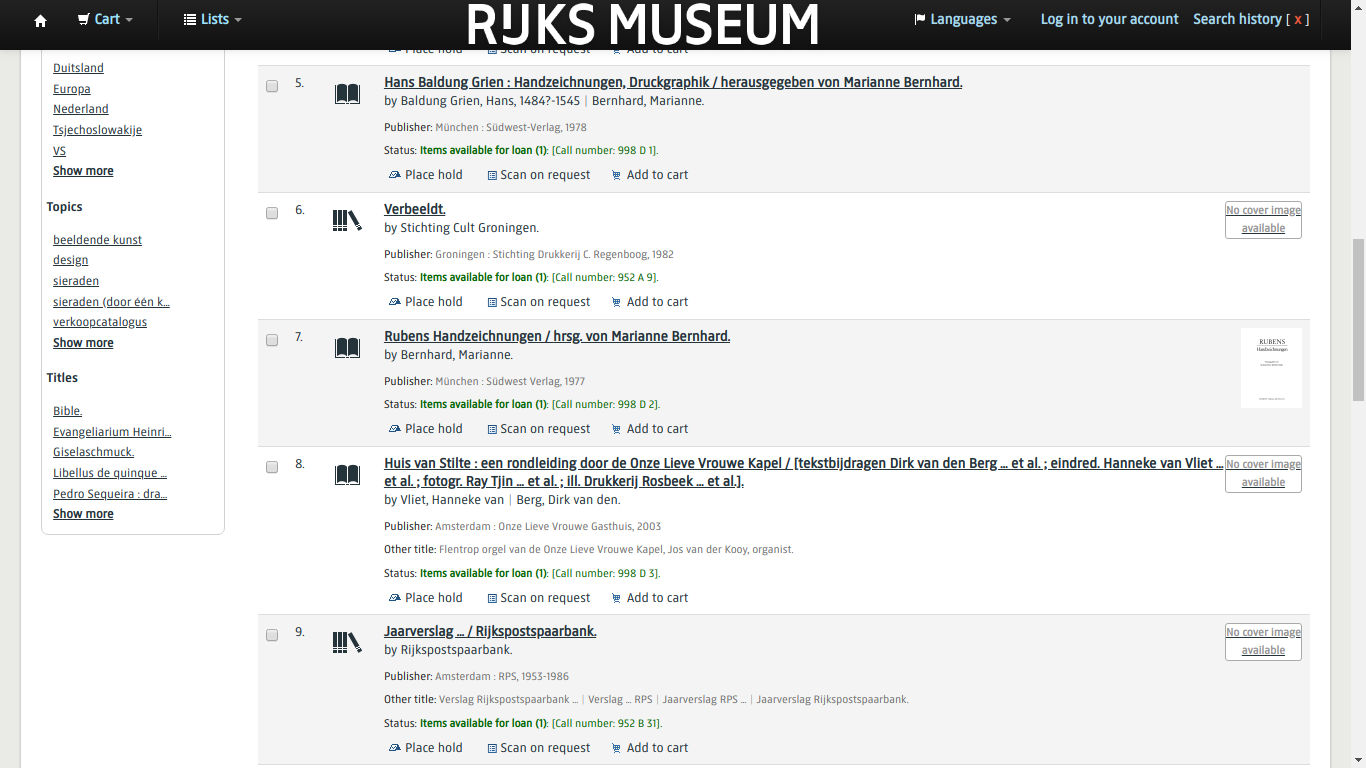 Cart
Lists
RIJKS MUSEUM
Languages
Log in to your account
Search history [ x ]
Duitsland
Europa
Nederland
Tsjechoslowakije
VS
Show more
Topics
beeldende kunst
design
sieraden
sieraden (door één k...
verkoopcatalogus
Show more
Titles
Bible.
Evangeliarium Heinri...
Giselaschmuck.
Libellus de quinque ...
Pedro Sequeira : dra...
Show more
Place hold Scan on request Add to cart
5. Hans Baldung Grien : Handzeichnungen, Druckgraphik / herausgegeben von Marianne Bernhard.
by Baldung Grien, Hans, 1484?-1545 | Bernhard, Marianne.
Publisher: München : Südwest-Verlag, 1978
Status: Items available for loan (1): [Call number: 998 D 1].
Place hold Scan on request Add to cart
6. Verbeeldt.
by Stichting Cult Groningen.
Publisher: Groningen : Stichting Drukkerij C. Regenboog, 1982
Status: Items available for loan (1): [Call number: 952 A 9].
Place hold Scan on request Add to cart
No cover image
available
7. Rubens Handzeichnungen / hrsg. von Marianne Bernhard.
by Bernhard, Marianne.
Publisher: München : Südwest Verlag, 1977
Status: Items available for loan (1): [Call number: 998 D 2].
Place hold Scan on request Add to cart
RUBENS
Handzeichnungen
8. Huis van Stilte : een rondleiding door de Onze Lieve Vrouwe Kapel / [tekstbijdragen Dirk van den Berg ... et al. ; eindred. Hanneke van Vliet ...
et al. ; fotogr. Ray Tjin ... et al. ; ill. Drukkerij Rosbeek ... et al.].
by Vliet, Hanneke van | Berg, Dirk van den.
Publisher: Amsterdam : Onze Lieve Vrouwe Gasthuis, 2003
Other title: Flentrop orgel van de Onze Lieve Vrouwe Kapel, Jos van der Kooy, organist.
Status: Items available for loan (1): [Call number: 998 D 3].
Place hold Scan on request Add to cart
No cover image
available
9. Jaarverslag ... / Rijkspostspaarbank.
by Rijkspostspaarbank.
Publisher: Amsterdam : RPS, 1953-1986
Other title: Verslag Rijkspostspaarbank ... | Verslag ... RPS | Jaarverslag RPS ... | Jaarverslag Rijkspostspaarbank.
Status: Items available for loan (1): [Call number: 952 B 31].
Place hold Scan on request Add to cart
No cover image
available